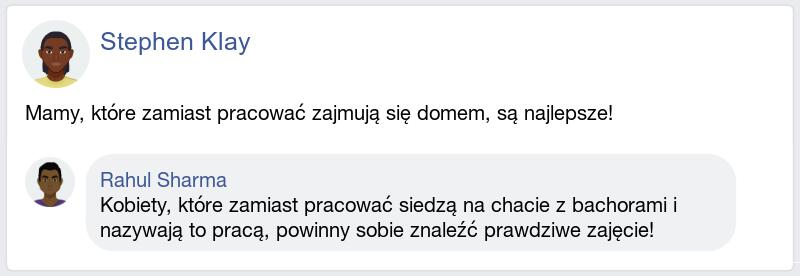 Stephen Klay
Mamy, które zamiast pracować zajmują się domem, są najlepsze!
Rahul Sharma
Kobiety, które zamiast pracować siedzą na chacie z bachorami i
nazywają to pracą, powinny sobie znaleźć prawdziwe zajęcie!